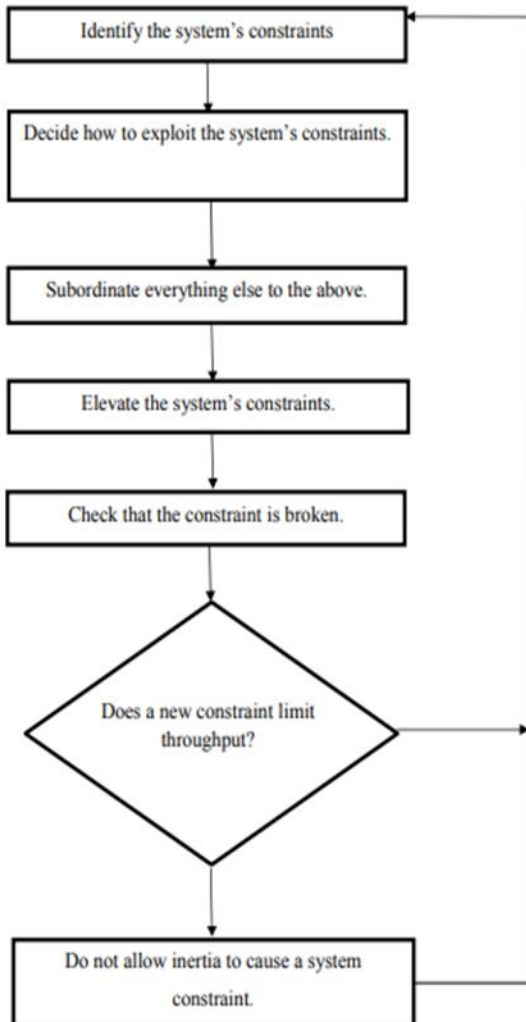 Identify the system’s constraints
Decide how to exploit the system’s constraints.
Subordinate everything else to the above.
Elevate the system’s constraints.
Check that the constraint is broken.
Does a new constraint limit
throughput?
Do not allow inertia to cause a system
constraint.